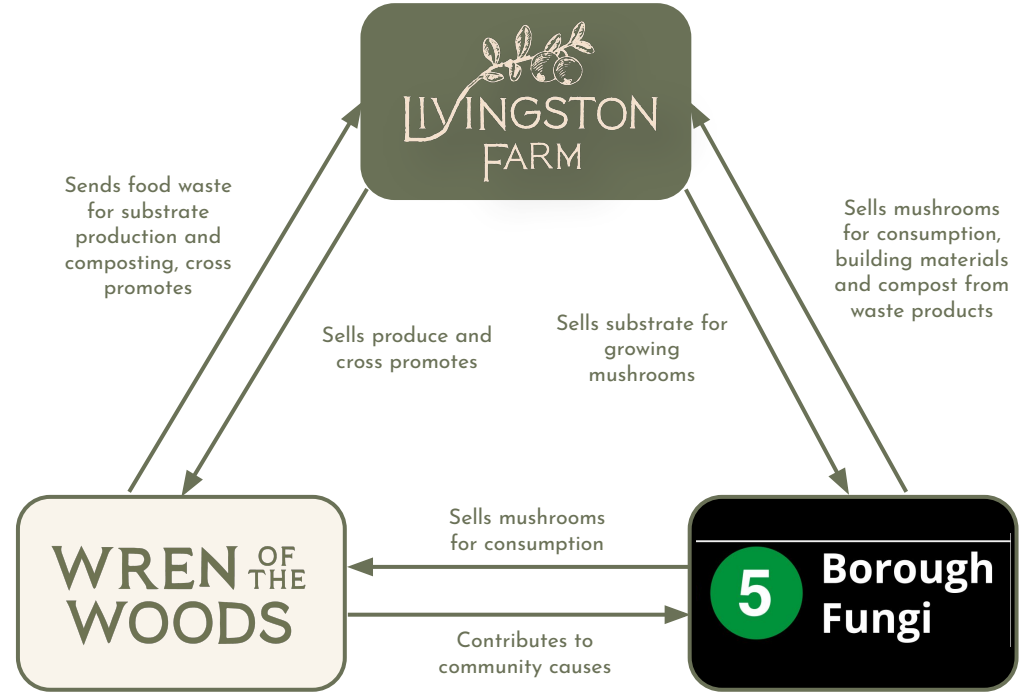 LIVINGSTON
FARM
Sends food waste
for substrate
production and
composting, cross
promotes
Sells mushrooms
for consumption,
building materials
and compost from
waste products
Sells produce and
cross promotes
Sells substrate for
growing
mushrooms
Sells mushrooms
for consumption
WREN OF THE
WOODS
5 Borough
Fungi
Contributes to
community causes